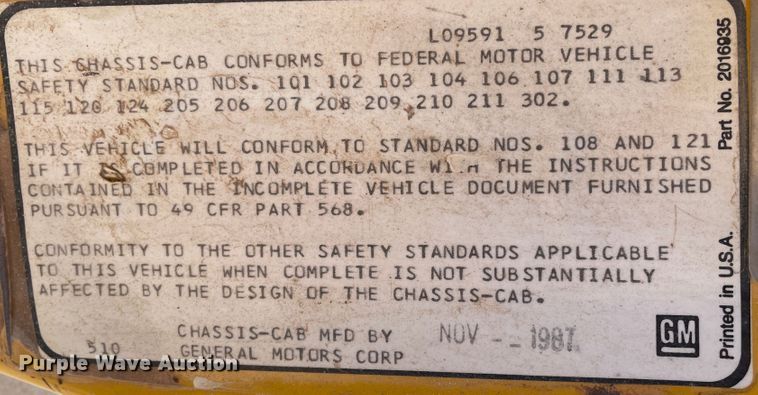 L09591 5 7529
THIS CHASSIS-CAB CONFORMS TO FEDERAL MOTOR VEHICLE
SAFETY STANDARD NOS. 101 102 103 104 106 107 111 113
115 120 124 205 206 207 208 209 210 211 302.
THIS VEHICLE WILL CONFORM TO STANDARD NOS. 108 AND 121
IF IT COMPLETED IN ACCORDANCE WITH THE INSTRUCTIONS
CONTAINED IN THE INCOMPLETE VEHICLE DOCUMENT FURNISHED
PURSUANT TO 49 CFR PART 568.
CONFORMITY TO THE OTHER SAFETY STANDARDS APPLICABLE
TO THIS VEHICLE WHEN COMPLETE IS NOT SUBSTANTIALLY
AFFECTED BY THE DESIGN OF THE CHASSIS-CAB.
CHASSIS-CAB MFD BY NOV -- 1987
510 GENERAL MOTORS CORP
GM
Printed in U.S.A. Part No. 2016935
Purple Wave Auction